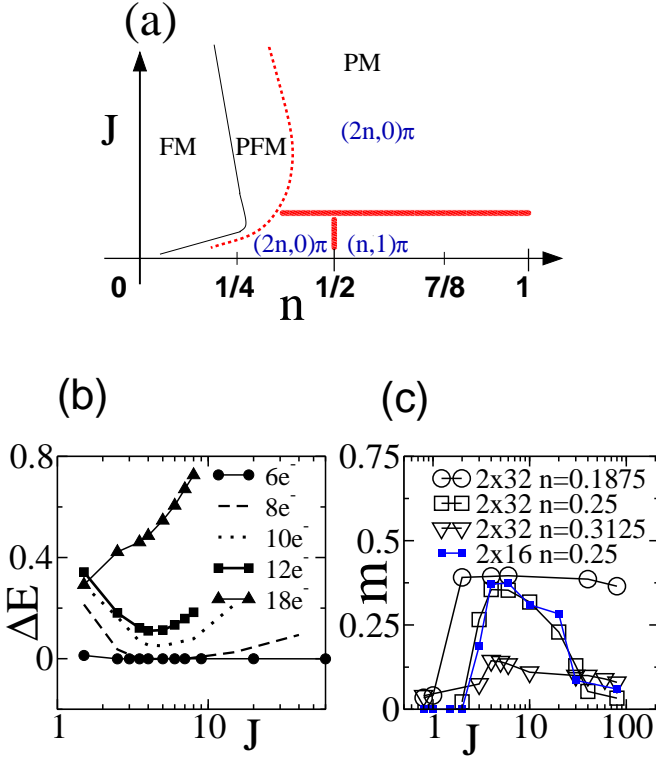 (a)
PM
J
(2n,0)π
FM
PFM
(2n,0)π
(n,1)π
0
1/4
1/2
7/8
1
n
(b)
(c)
0.8
6e⁻
8e⁻
10e⁻
12e⁻
18e⁻
0.4
ΔE
0
1
10
J
0.75
2x32 n=0.1875
2x32 n=0.25
2x32 n=0.3125
2x16 n=0.25
0.5
m
0.25
0
1
10
100
J